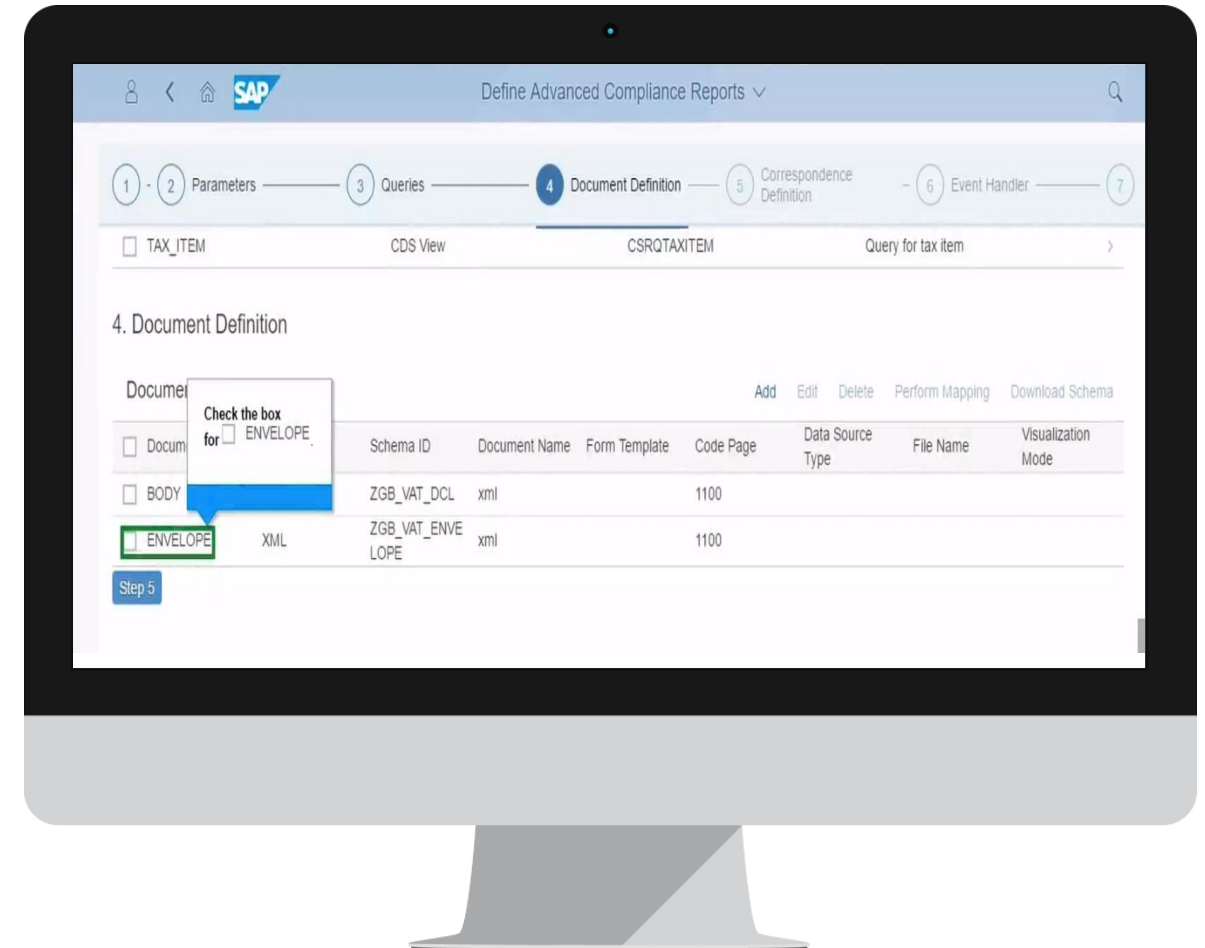 SAP
Define Advanced Compliance Reports
1 - 2 Parameters 3 Queries 4 Document Definition 5 Correspondence Definition 6 Event Handler 7
TAX_ITEM CDS View CSRQTAXITEM Query for tax item
4. Document Definition
Documen Add Edit Delete Perform Mapping Download Schema
Check the box
for ENVELOPE.
Docum Schema ID Document Name Form Template Code Page Data Source Type File Name Visualization Mode
BODY ZGB_VAT_DCL xml 1100
ENVELOPE XML ZGB_VAT_ENVE
LOPE xml 1100
Step 5